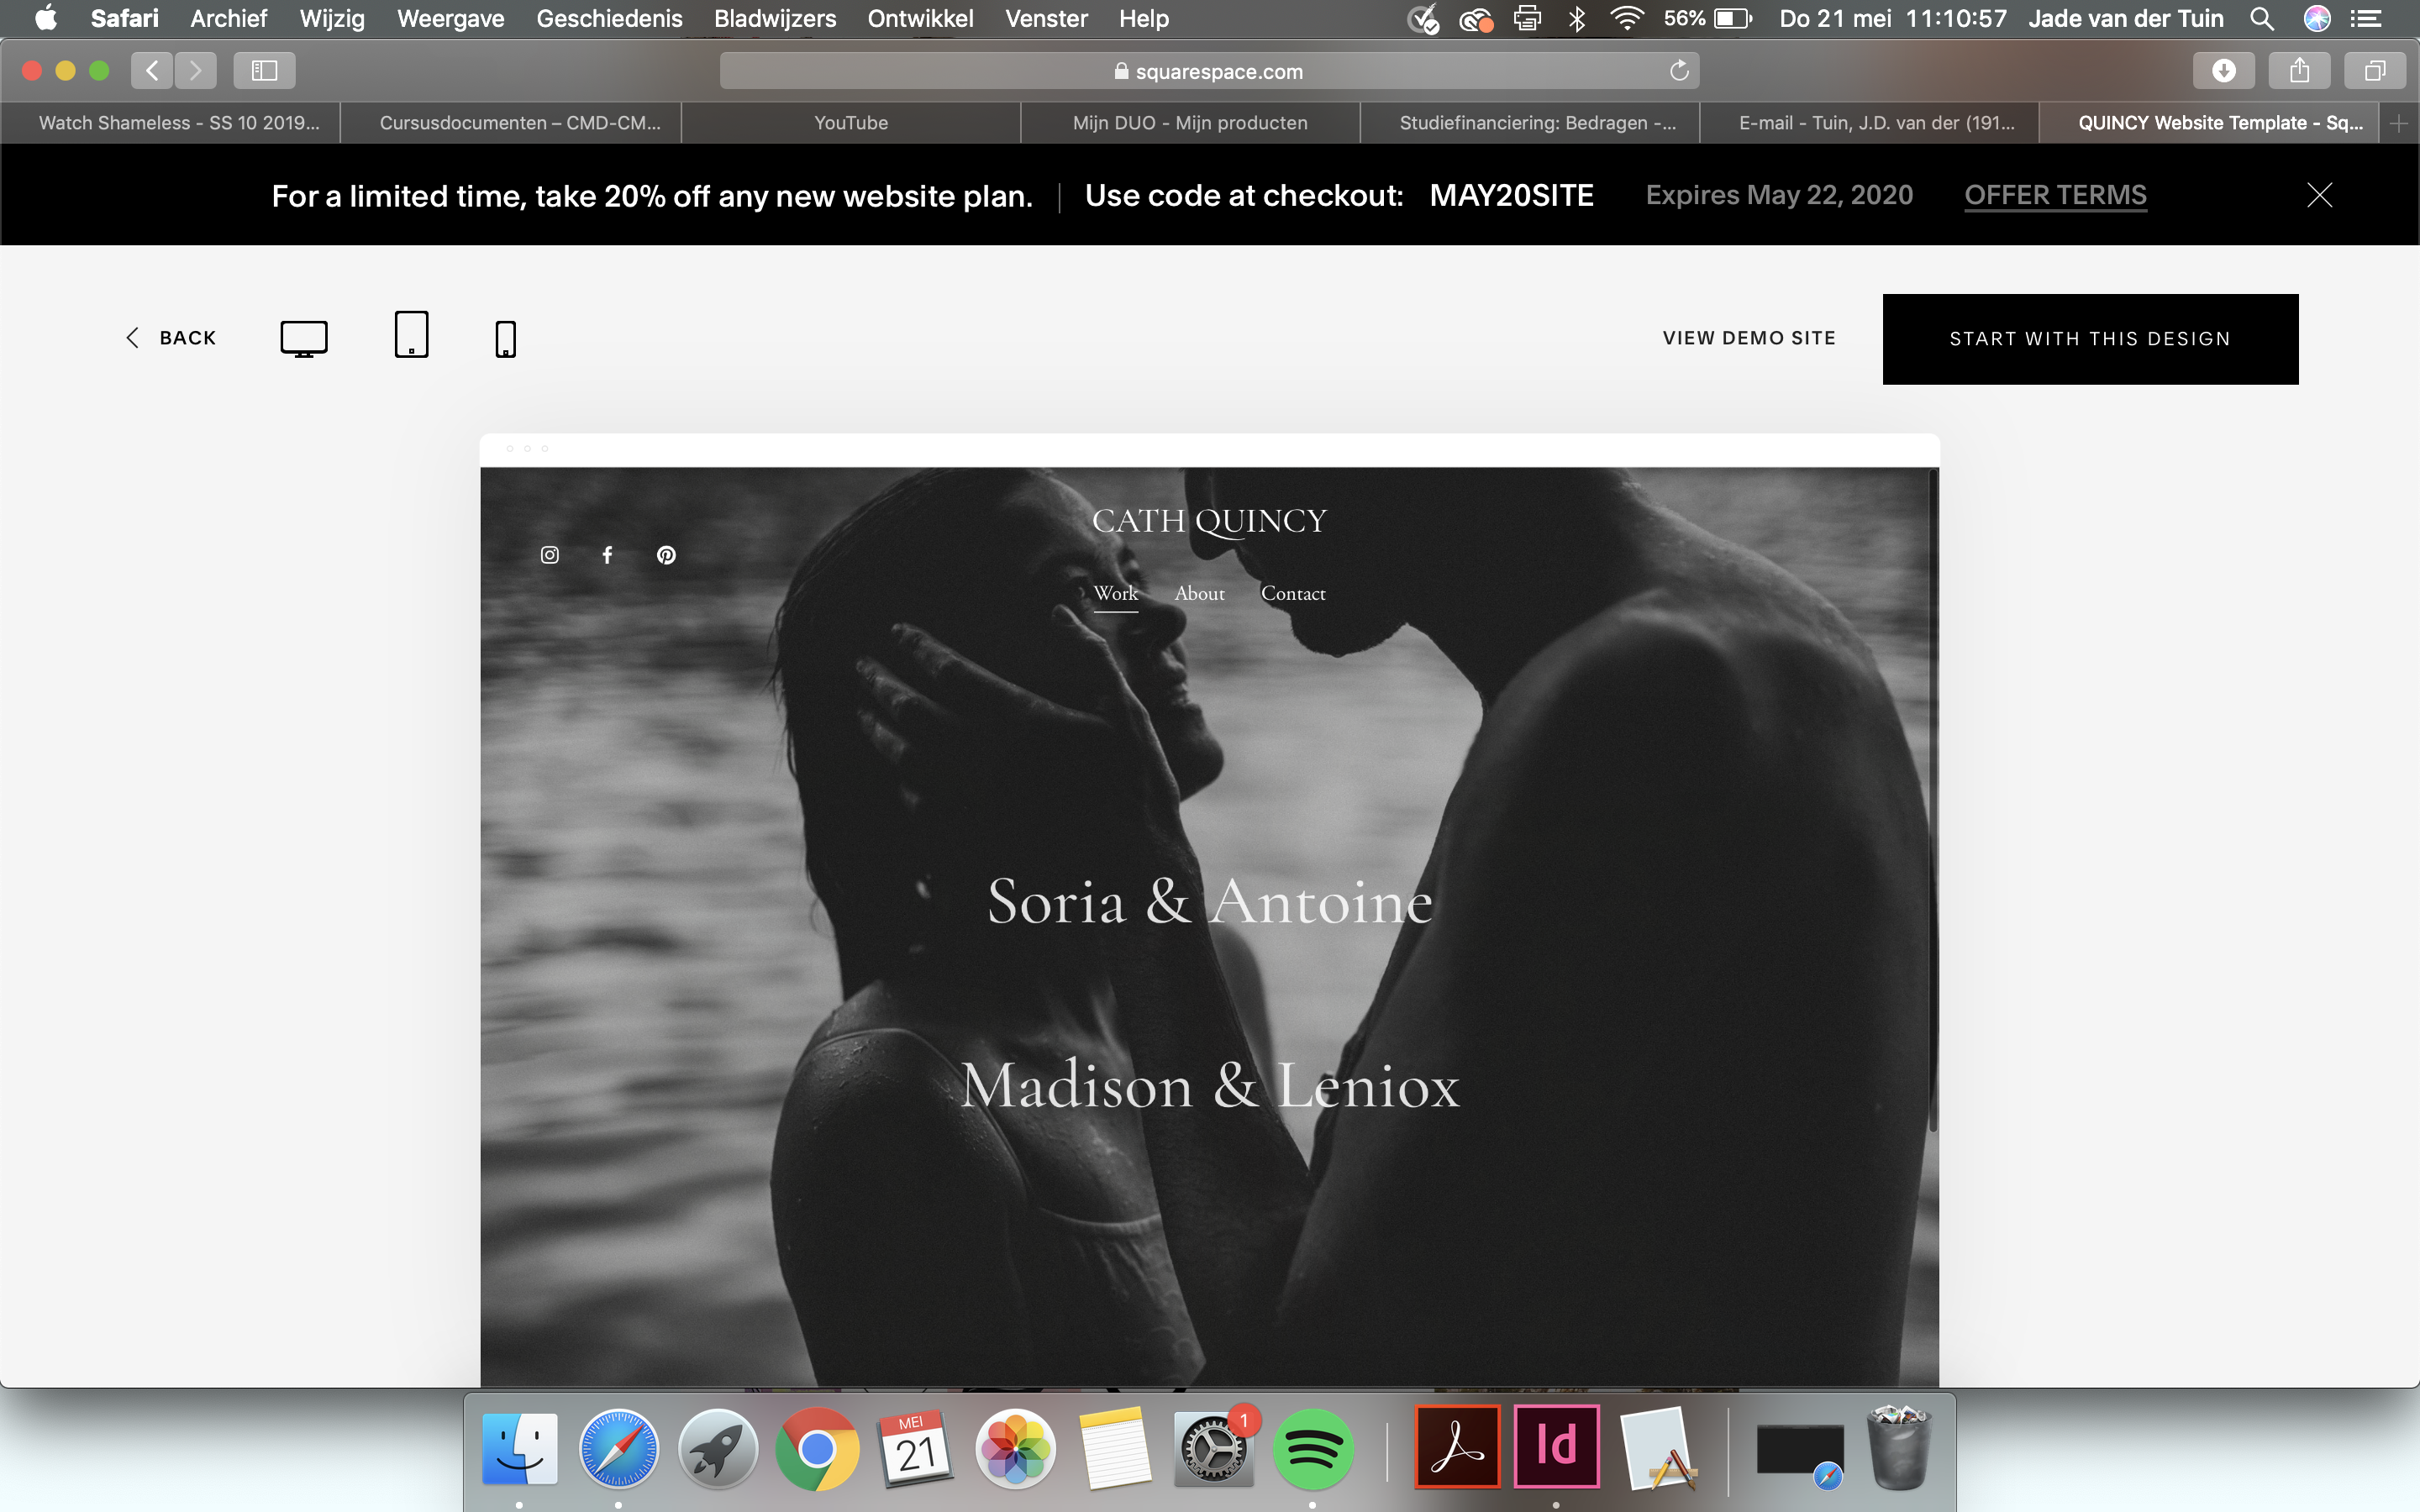 Safari Archief Wijzig Weergave Geschiedenis Bladwijzers Ontwikkel Venster Help 56% Do 21 mei 11:10:57 Jade van der Tuin
squarespace.com
Watch Shameless - SS 10 2019... Cursusdocumenten – CMD-CM... YouTube Mijn DUO - Mijn producten Studiefinanciering: Bedragen -... E-mail - Tuin, J.D. van der (191... QUINCY Website Template - Sq...
For a limited time, take 20% off any new website plan. Use code at checkout: MAY20SITE Expires May 22, 2020 OFFER TERMS
BACK VIEW DEMO SITE START WITH THIS DESIGN
CATH QUINCY
Work About Contact
Soria & Antoine
Madison & Leniox
MEI
21
1
Id